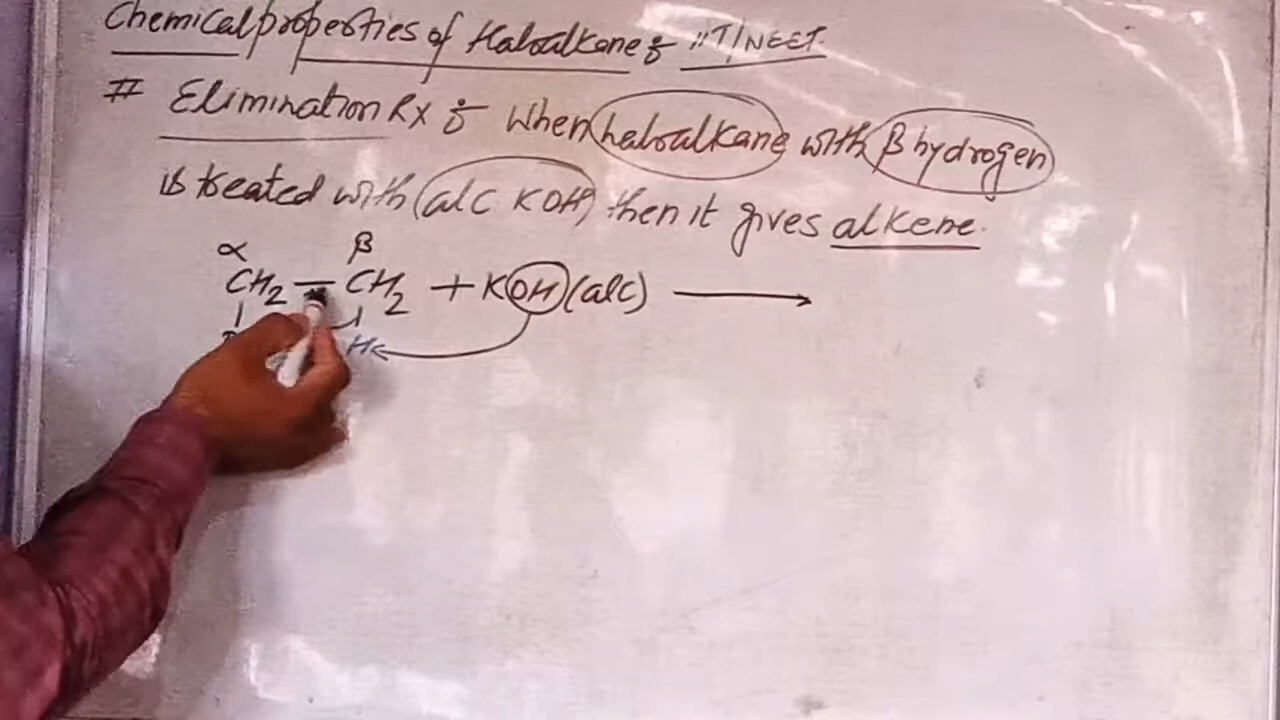 Chemical properties of Haloalkane :- IIT/NEET.
# Elimination Rx :- When haloalkane with β hydrogen
is treated with (alc KOH) then it gives alkene.
α β
CH2 — CH2 + KOH (alc) ⟶
H